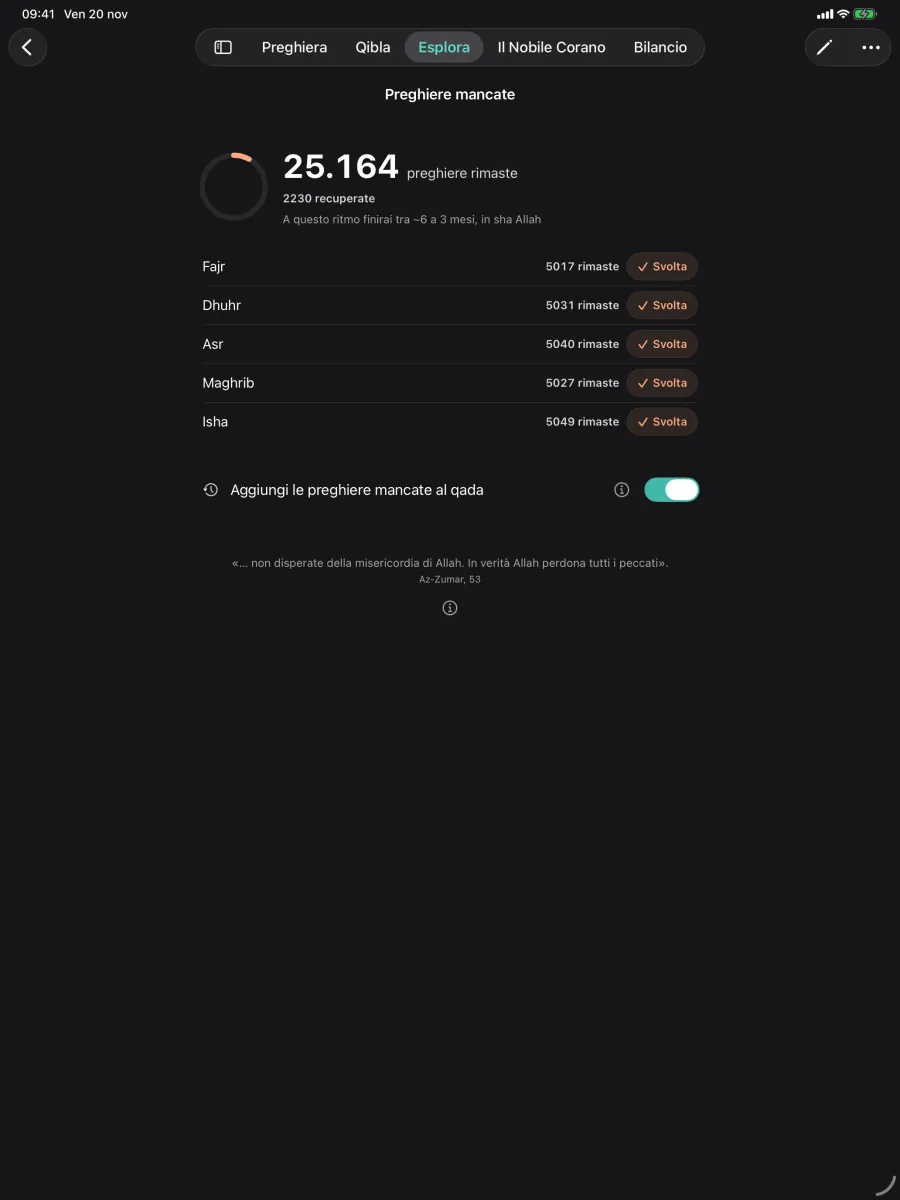 09:41 Ven 20 nov
Preghiera Qibla Esplora Il Nobile Corano Bilancio
Preghiere mancate
25.164 preghiere rimaste
2230 recuperate
A questo ritmo finirai tra ~6 a 3 mesi, in sha Allah
Fajr 5017 rimaste Svolta
Dhuhr 5031 rimaste Svolta
Asr 5040 rimaste Svolta
Maghrib 5027 rimaste Svolta
Isha 5049 rimaste Svolta
Aggiungi le preghiere mancate al qada
«... non disperate della misericordia di Allah. In verità Allah perdona tutti i peccati».
Az-Zumar, 53